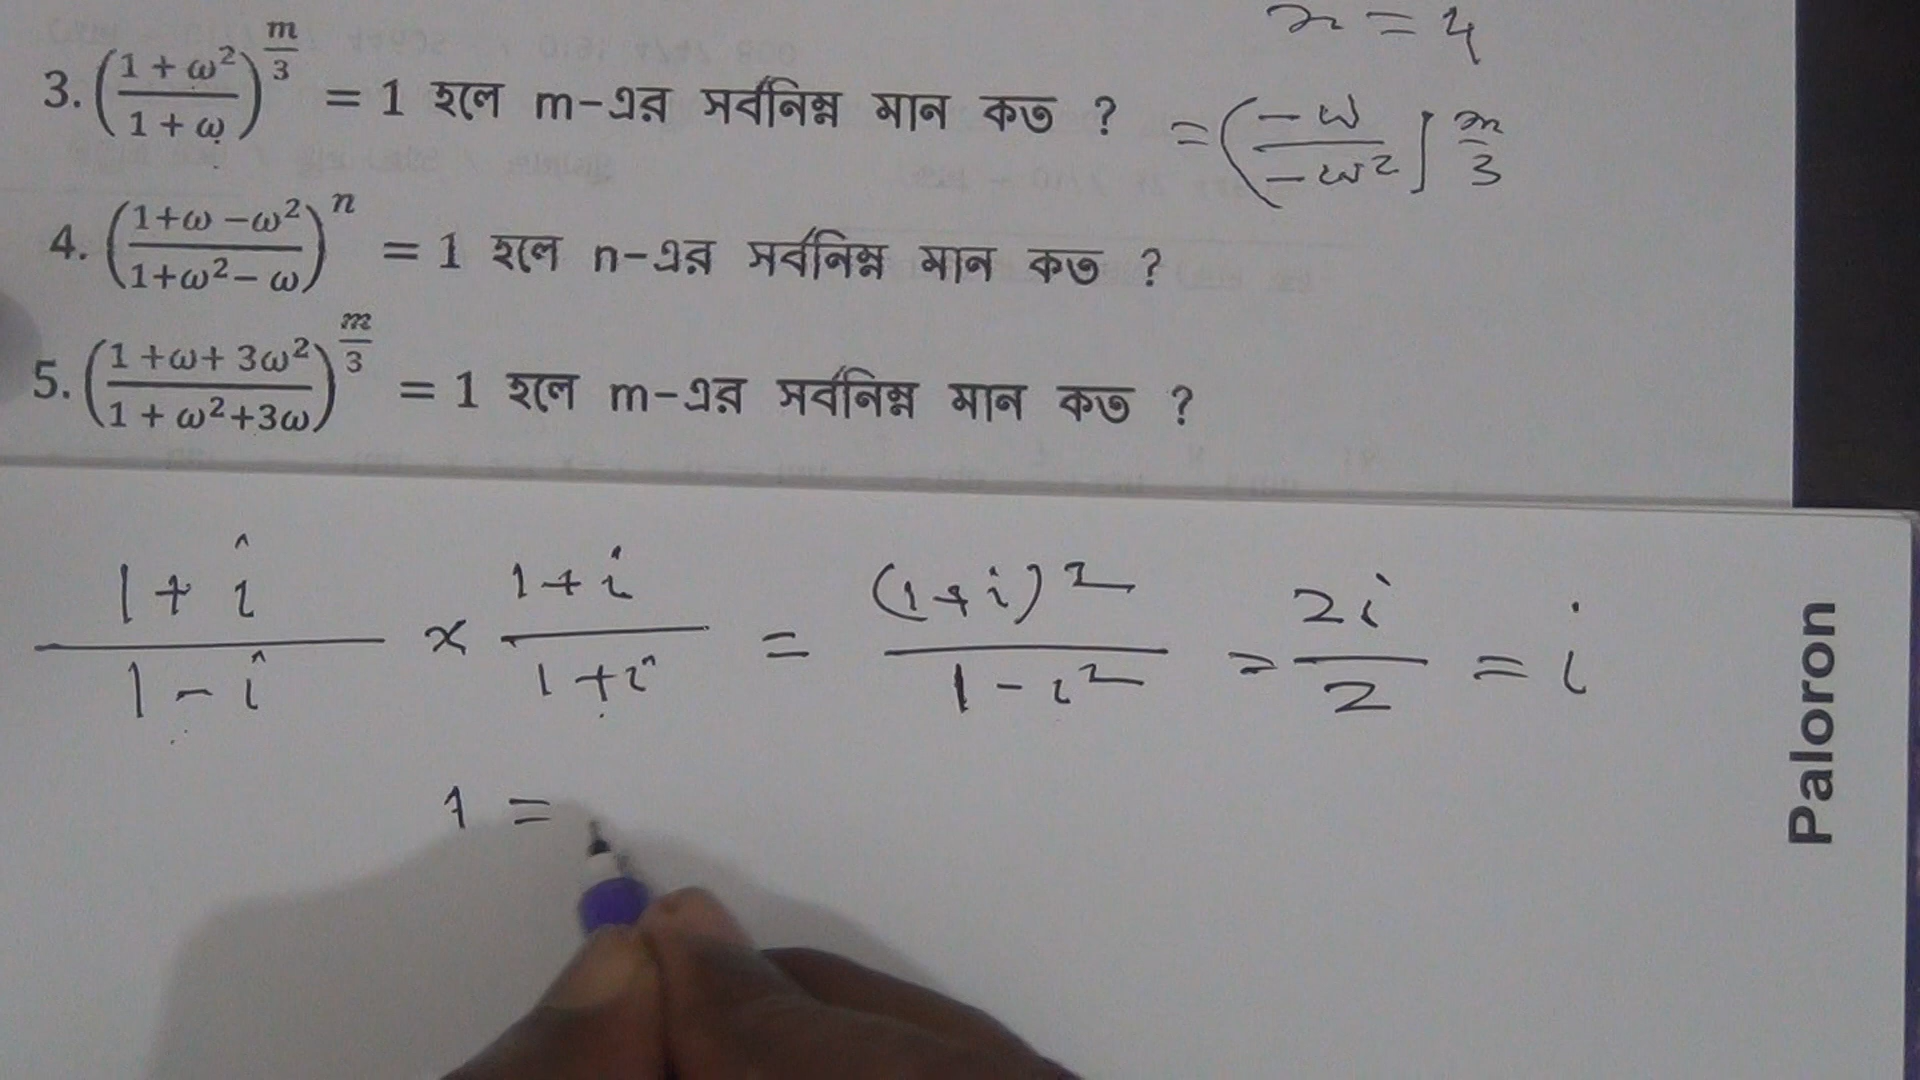 n = 4
3. ((1 + ω²)/(1 + ω))^(m/3) = 1 হলে m-এর সর্বনিম্ন মান কত ? = (-ω/-ω²)^(m/3)
4. ((1+ω -ω²)/(1+ω²- ω))^n = 1 হলে n-এর সর্বনিম্ন মান কত ?
5. ((1 +ω+ 3ω²)/(1 + ω²+3ω))^(m/3) = 1 হলে m-এর সর্বনিম্ন মান কত ?
(1 + i)/(1 - i) × (1 + i)/(1 + i) = (1+i)²/(1 - i²) = 2i/2 = i
1 =
Paloron